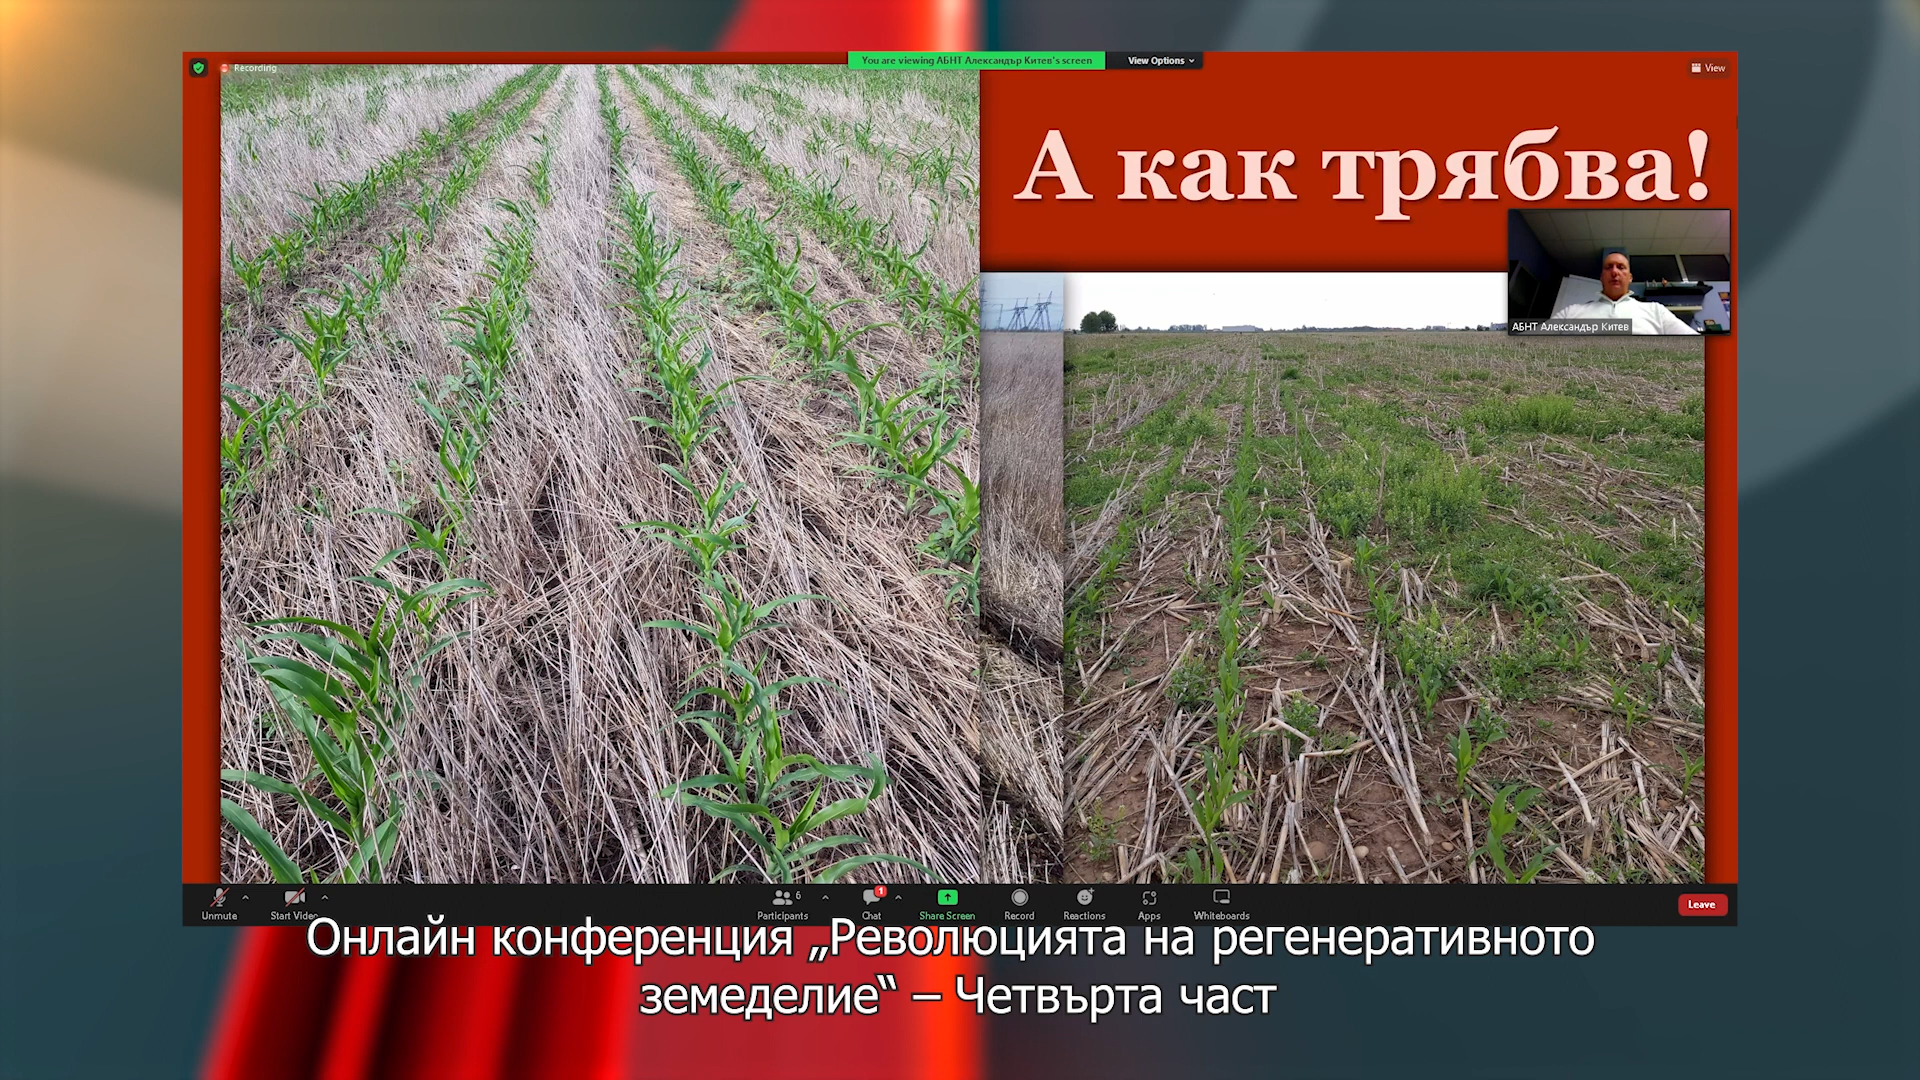 Recording
You are viewing АБНТ Александър Китев's screen
View Options
View
А как трябва!
АБНТ Александър Китев
6
1
Unmute
Start Video
Participants
Chat
Share Screen
Record
Reactions
Apps
Whiteboards
Leave
Онлайн конференция „Революцията на регенеративното
земеделие“ – Четвърта част